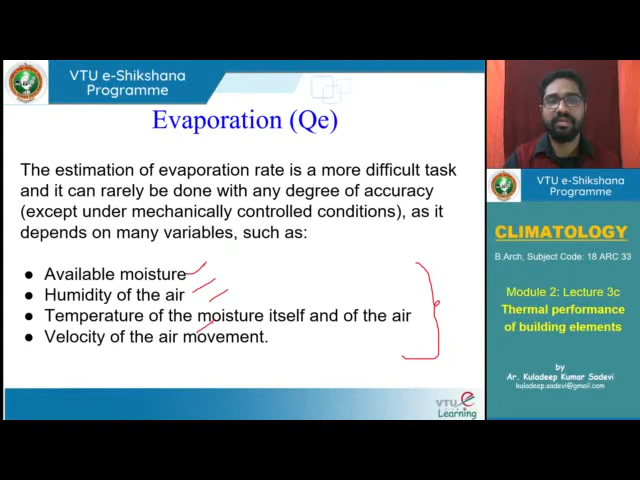 VTU e-Shikshana
Programme
Evaporation (Qe)
The estimation of evaporation rate is a more difficult task
and it can rarely be done with any degree of accuracy
(except under mechanically controlled conditions), as it
depends on many variables, such as:
● Available moisture
● Humidity of the air
● Temperature of the moisture itself and of the air
● Velocity of the air movement.
VTU e
Learning
VTU e-Shikshana
Programme
CLIMATOLOGY
B.Arch, Subject Code: 18 ARC 33
Module 2: Lecture 3c
Thermal performance
of building elements
by
Ar. Kuladeep Kumar Sadevi
kuladeep.sadevi@gmail.com